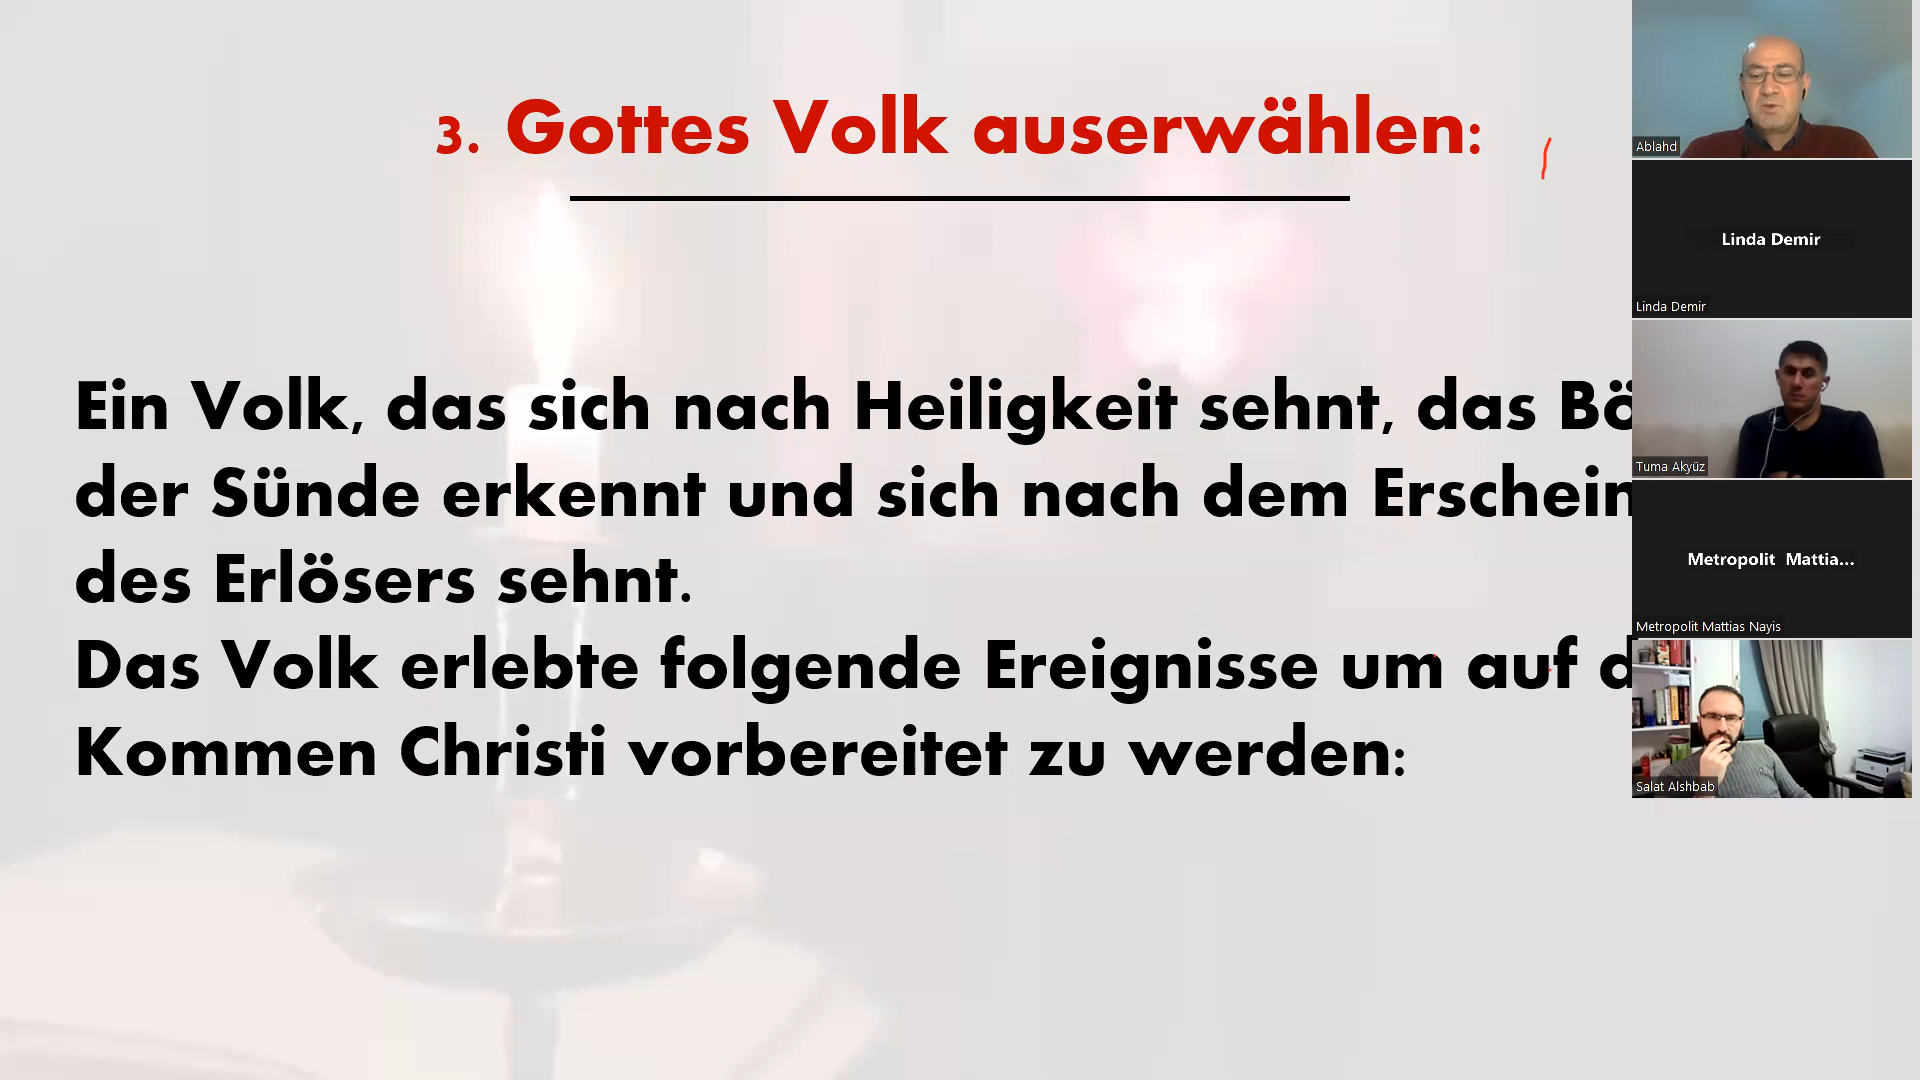 3. Gottes Volk auserwählen:
Ein Volk, das sich nach Heiligkeit sehnt, das
der Sünde erkennt und sich nach dem
des Erlösers sehnt.
Das Volk erlebte folgende Ereignisse um auf
Kommen Christi vorbereitet zu werden:
Ablahd
Linda Demir
Linda Demir
Tuma Akyüz
Metropolit Mattia...
Metropolit Mattias Nayis
Salat Alshbab